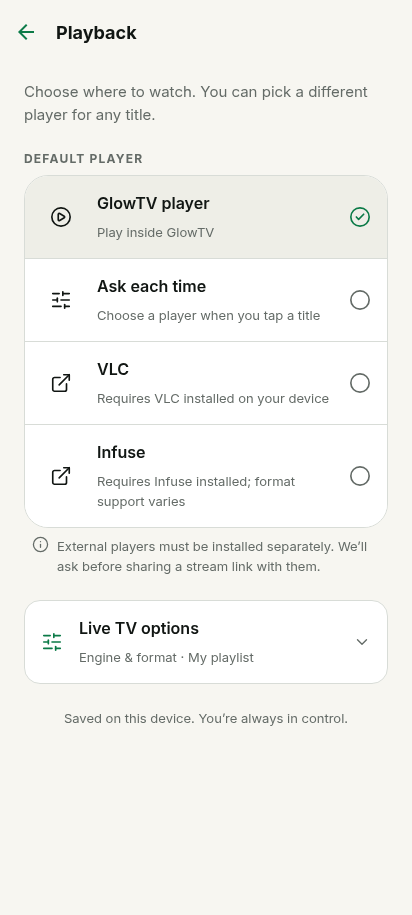 Playback
Choose where to watch. You can pick a different
player for any title.
DEFAULT PLAYER
GlowTV player
Play inside GlowTV
Ask each time
Choose a player when you tap a title
VLC
Requires VLC installed on your device
Infuse
Requires Infuse installed; format
support varies
External players must be installed separately. We’ll
ask before sharing a stream link with them.
Live TV options
Engine & format · My playlist
Saved on this device. You’re always in control.